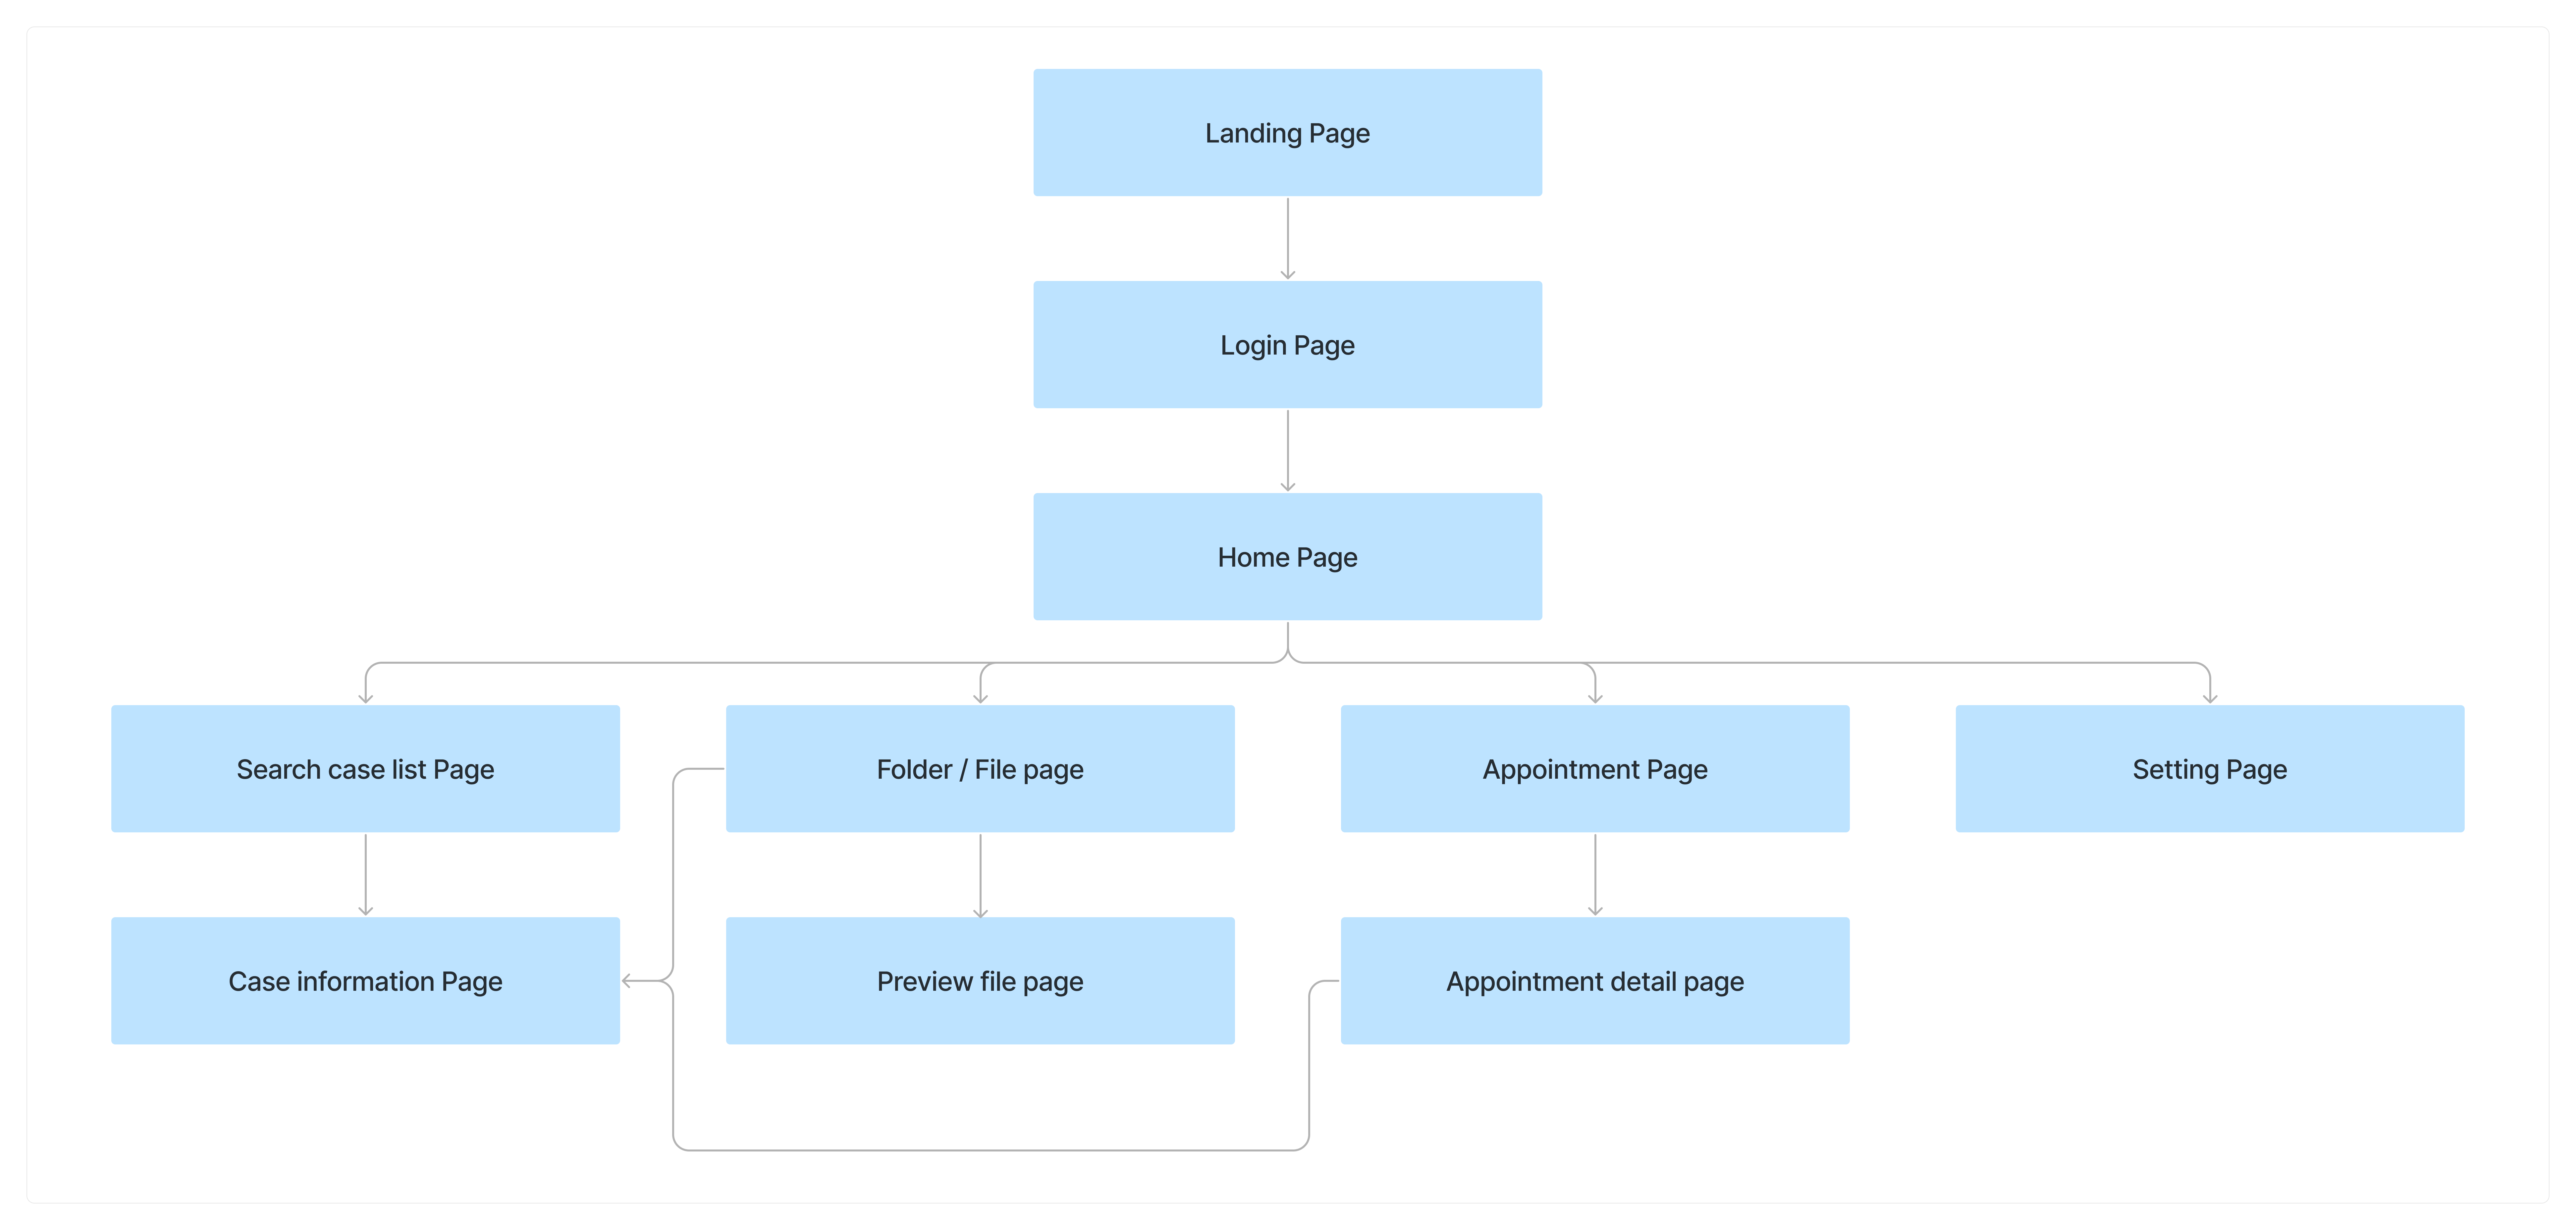 Landing Page
Login Page
Home Page
Search case list Page
Folder / File page
Appointment Page
Setting Page
Case information Page
Preview file page
Appointment detail page